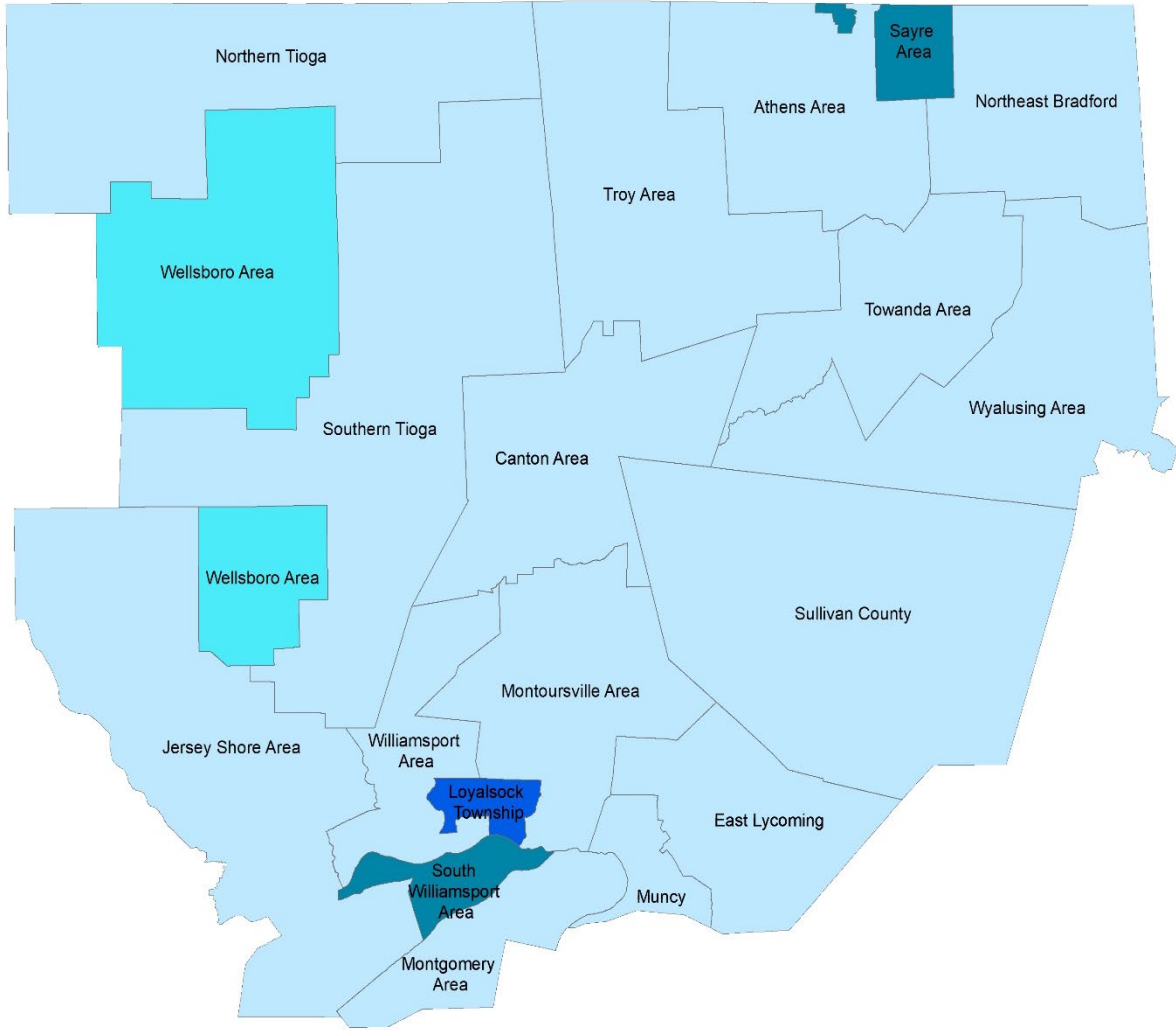 Northern Tioga
Sayre
Area
Athens Area
Northeast Bradford
Troy Area
Wellsboro Area
Towanda Area
Wyalusing Area
Southern Tioga
Canton Area
Wellsboro Area
Sullivan County
Montoursville Area
Jersey Shore Area
Williamsport
Area
Loyalsock
Township
East Lycoming
South
Williamsport
Area
Muncy
Montgomery
Area